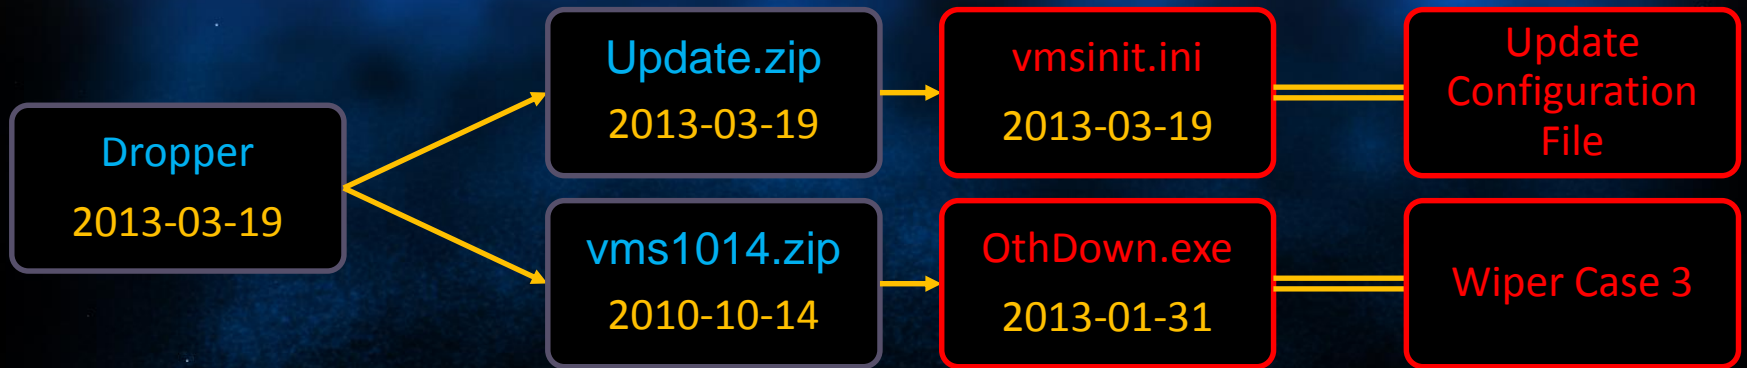 Dropper
2013-03-19
Update.zip
2013-03-19
vmsinit.ini
2013-03-19
Update
Configuration
File
vms1014.zip
2010-10-14
OthDown.exe
2013-01-31
Wiper Case 3